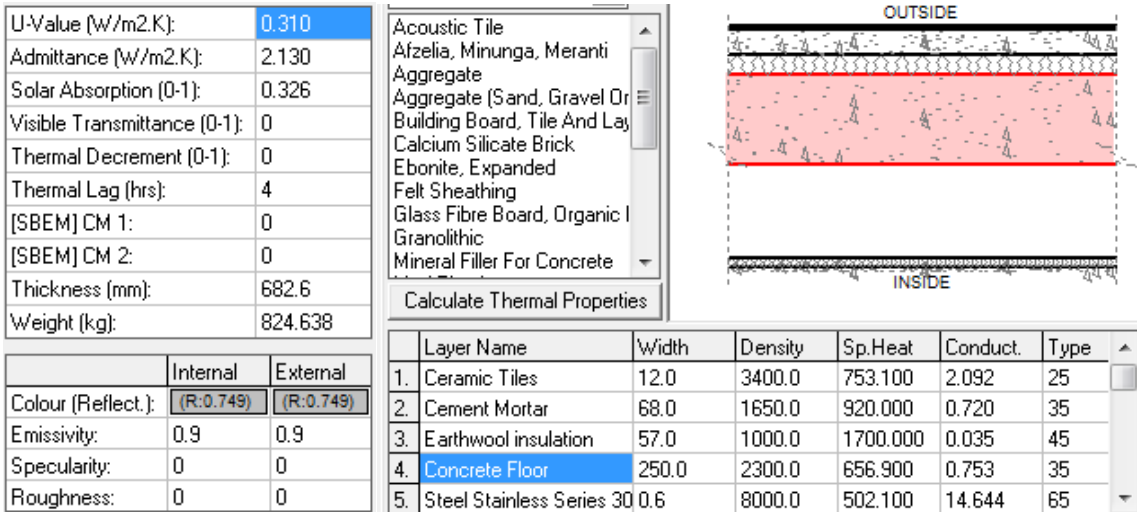 U-Value (W/m2.K): 0.310
Admittance (W/m2.K): 2.130
Solar Absorption (0-1): 0.326
Visible Transmittance (0-1): 0
Thermal Decrement (0-1): 0
Thermal Lag (hrs): 4
[SBEM] CM 1: 0
[SBEM] CM 2: 0
Thickness (mm): 682.6
Weight (kg): 824.638
Internal External
Colour (Reflect.): (R:0.749) (R:0.749)
Emissivity: 0.9 0.9
Specularity: 0 0
Roughness: 0 0
Acoustic Tile
Afzelia, Minunga, Meranti
Aggregate
Aggregate (Sand, Gravel Or
Building Board, Tile And Lay
Calcium Silicate Brick
Ebonite, Expanded
Felt Sheathing
Glass Fibre Board, Organic
Granolithic
Mineral Filler For Concrete
Calculate Thermal Properties
OUTSIDE
INSIDE
Layer Name Width Density Sp.Heat Conduct. Type
1. Ceramic Tiles 12.0 3400.0 753.100 2.092 25
2. Cement Mortar 68.0 1650.0 920.000 0.720 35
3. Earthwool insulation 57.0 1000.0 1700.000 0.035 45
4. Concrete Floor 250.0 2300.0 656.900 0.753 35
5. Steel Stainless Series 30 0.6 8000.0 502.100 14.644 65